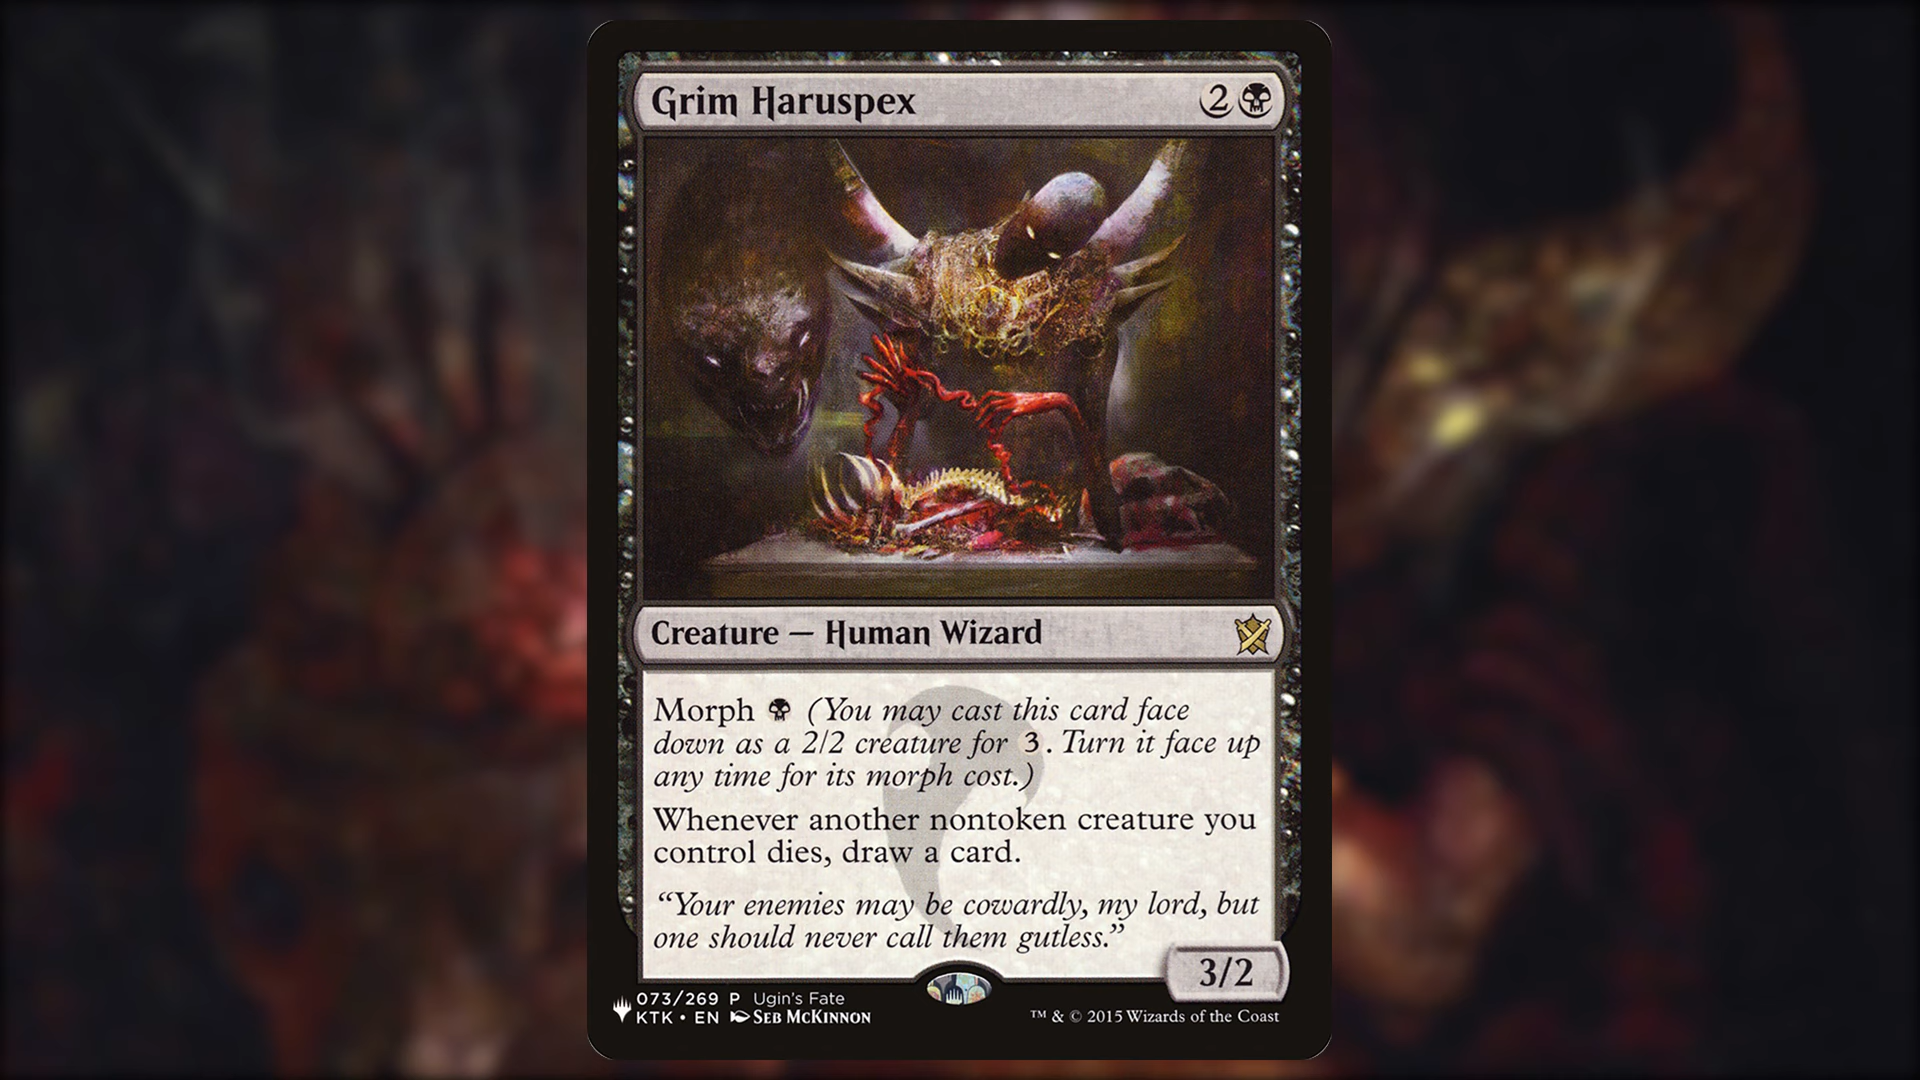 Grim Haruspex 2
Creature — Human Wizard
Morph (You may cast this card face
down as a 2/2 creature for 3. Turn it face up
any time for its morph cost.)
Whenever another nontoken creature you
control dies, draw a card.
“Your enemies may be cowardly, my lord, but
one should never call them gutless.”
3/2
073/269 P Ugin's Fate
KTK • EN SEB MCKINNON
™ & © 2015 Wizards of the Coast